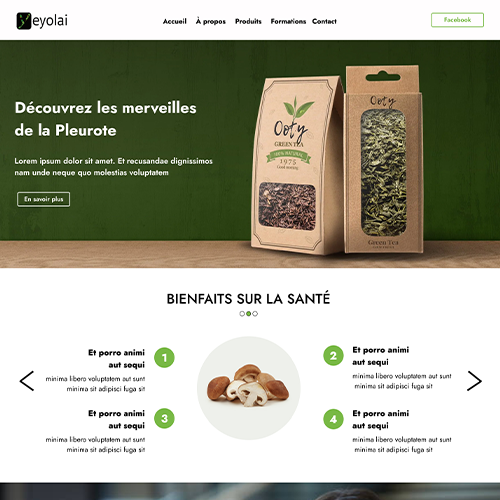 eyolai
Accueil À propos Produits Formations Contact
Facebook
Découvrez les merveilles
de la Pleurote
Lorem ipsum dolor sit amet. Et recusandae dignissimos
nam unde neque quo molestias voluptatem
En savoir plus
Ooty
GREEN TEA
100% NATURAL
1975
Good morning
Ooty
Green Tea
BIENFAITS SUR LA SANTÉ
Et porro animi
aut sequi
1
minima libero voluptatem aut sunt
minima sit adipisci fuga sit
2
Et porro animi
aut sequi
minima libero voluptatem aut sunt
minima sit adipisci fuga sit
Et porro animi
aut sequi
3
minima libero voluptatem aut sunt
minima sit adipisci fuga sit
4
Et porro animi
aut sequi
minima libero voluptatem aut sunt
minima sit adipisci fuga sit